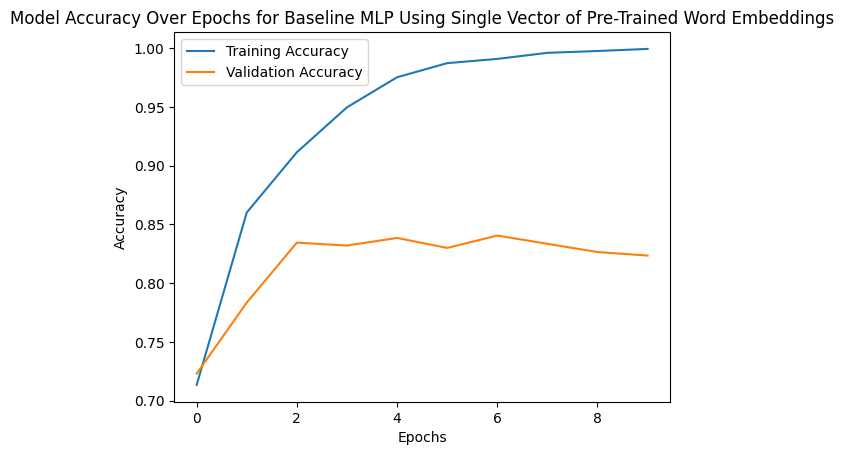 Model Accuracy Over Epochs for Baseline MLP Using Single Vector of Pre-Trained Word Embeddings
Training Accuracy
Validation Accuracy
1.00
0.95
0.90
0.85
0.80
0.75
0.70
Accuracy
0 2 4 6 8
Epochs